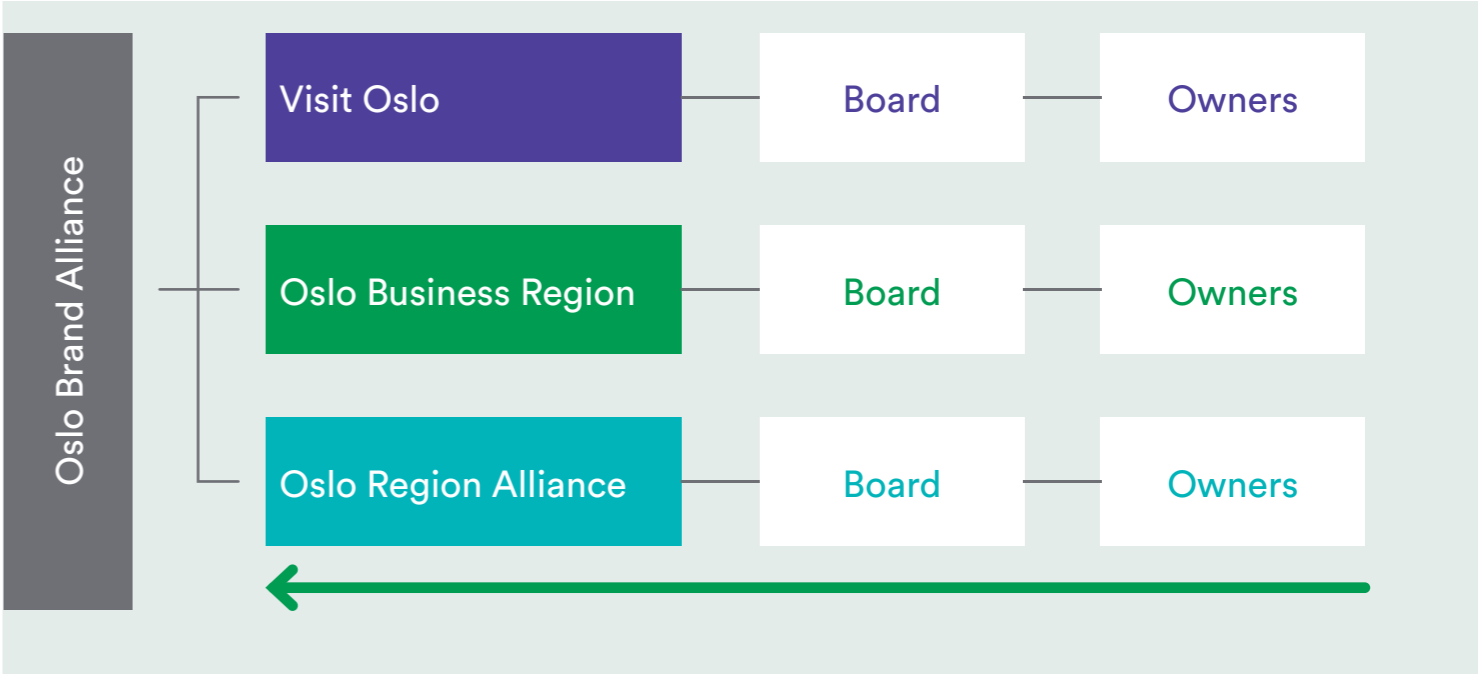 Oslo Brand Alliance
Visit Oslo
Board
Owners
Oslo Business Region
Board
Owners
Oslo Region Alliance
Board
Owners